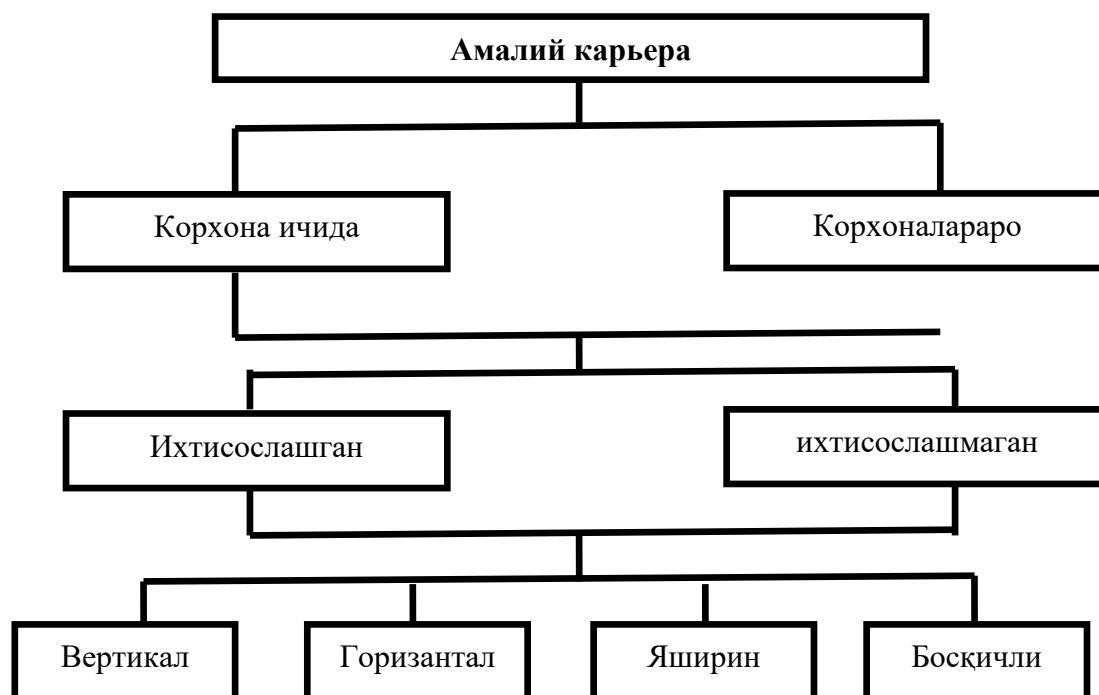 Амалий карьера
Корхона ичида
Корхоналараро
Ихтисослашган
ихтисослашмаган
Вертикал
Горизантал
Яширин
Босқичли